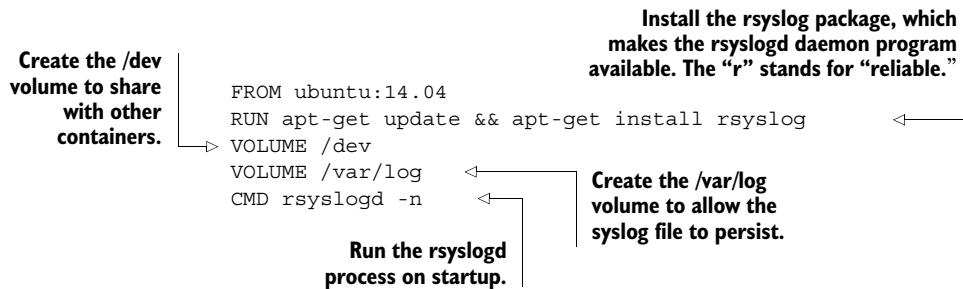 Install the rsyslog package, which
makes the rsyslogd daemon program
available. The “r” stands for “reliable.”
Create the /dev
volume to share
with other
containers.
FROM ubuntu:14.04
RUN apt-get update && apt-get install rsyslog
VOLUME /dev
VOLUME /var/log
CMD rsyslogd -n
Create the /var/log
volume to allow the
syslog file to persist.
Run the rsyslogd
process on startup.